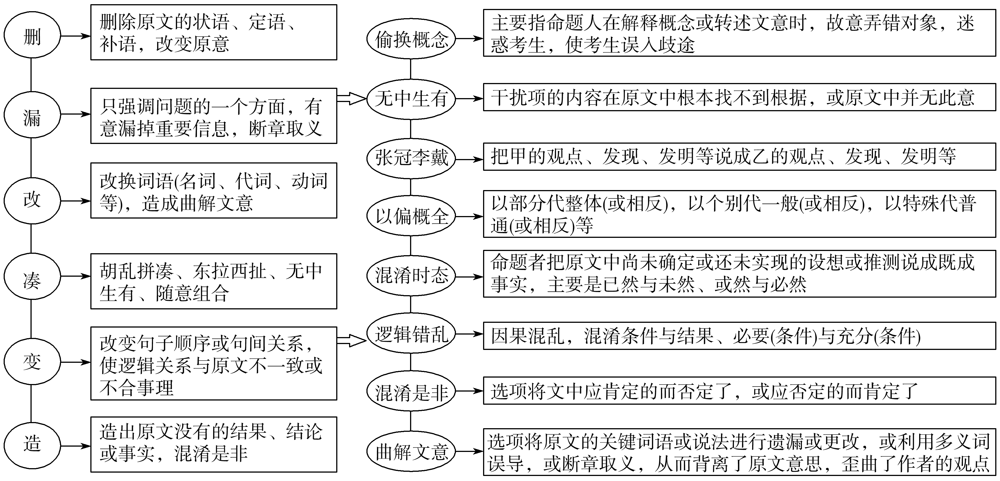 删
删除原文的状语、定语、
补语，改变原意
漏
只强调问题的一个方面，有
意漏掉重要信息，断章取义
改
改换词语(名词、代词、动词
等)，造成曲解文意
凑
胡乱拼凑、东拉西扯、无中
生有、随意组合
变
改变句子顺序或句间关系，
使逻辑关系与原文不一致或
不合事理
造
造出原文没有的结果、结论
或事实，混淆是非
偷换概念
主要指命题人在解释概念或转述文意时，故意弄错对象，迷
惑考生，使考生误入歧途
无中生有
干扰项的内容在原文中根本找不到根据，或原文中并无此意
张冠李戴
把甲的观点、发现、发明等说成乙的观点、发现、发明等
以偏概全
以部分代整体(或相反)，以个别代一般(或相反)，以特殊代普
通(或相反)等
混淆时态
命题者把原文中尚未确定或还未实现的设想或推测说成既成
事实，主要是已然与未然、或然与必然
逻辑错乱
因果混乱，混淆条件与结果、必要(条件)与充分(条件)
混淆是非
选项将文中应肯定的而否定了，或应否定的而肯定了
曲解文意
选项将原文的关键词语或说法进行遗漏或更改，或利用多义词
误导，或断章取义，从而背离了原文意思，歪曲了作者的观点